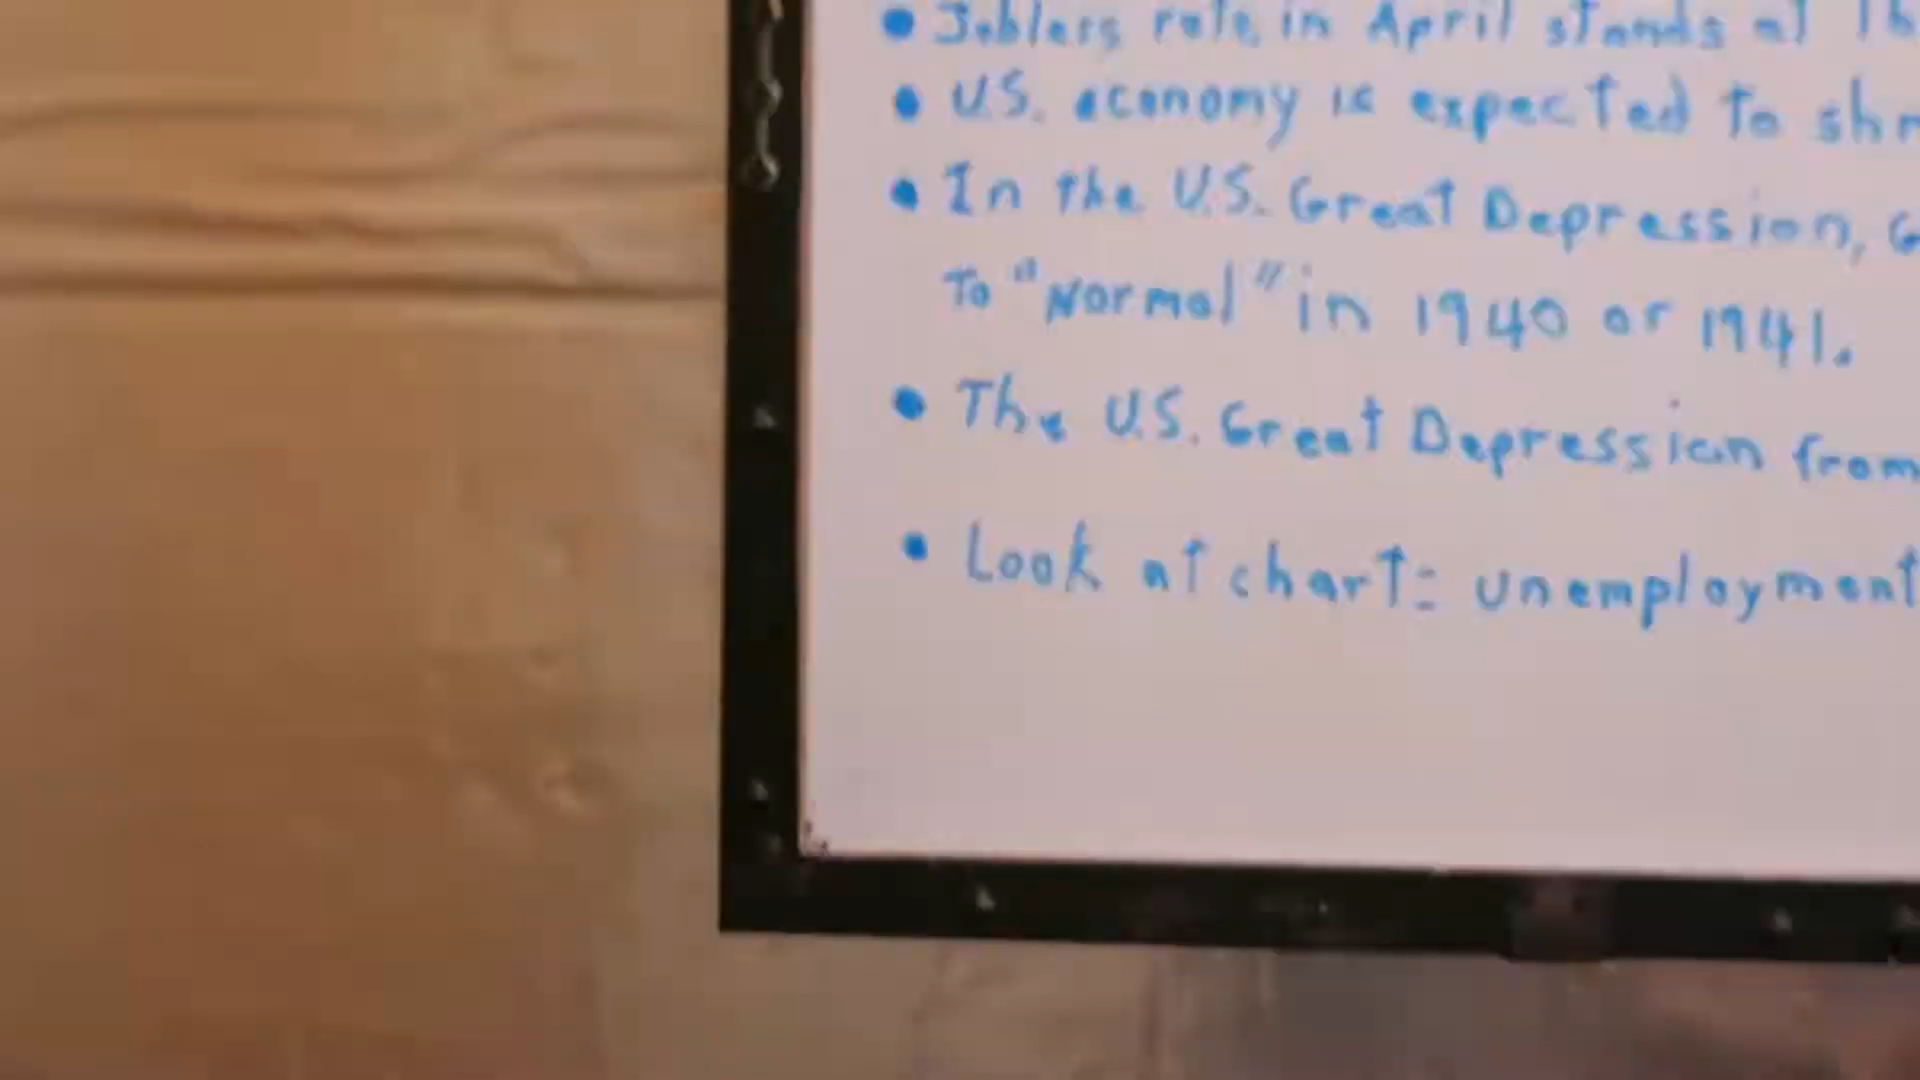 • Jobless rate in April stands at
• U.S. economy is expected to
• In the U.S. Great Depression,
To "Normal" in 1940 or 1941.
• The U.S. Great Depression from
• Look at chart: unemployment